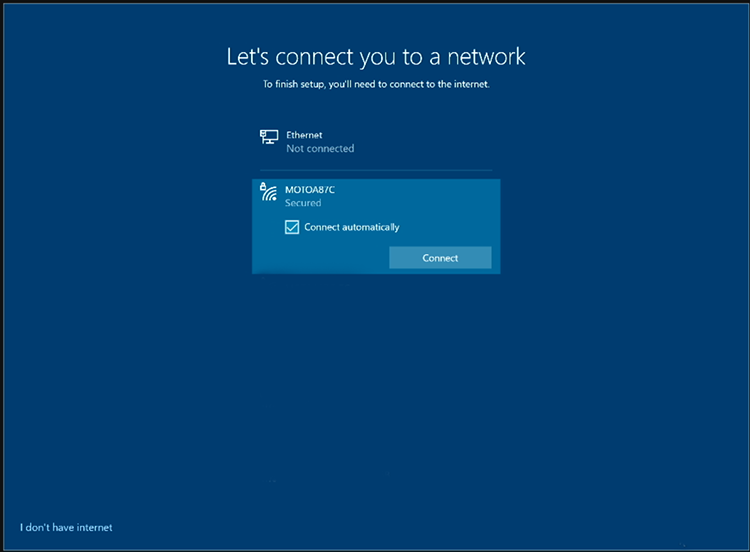 Let's connect you to a network
To finish setup, you'll need to connect to the internet.
Ethernet
Not connected
MOTOA87C
Secured
Connect automatically
Connect
I don't have internet